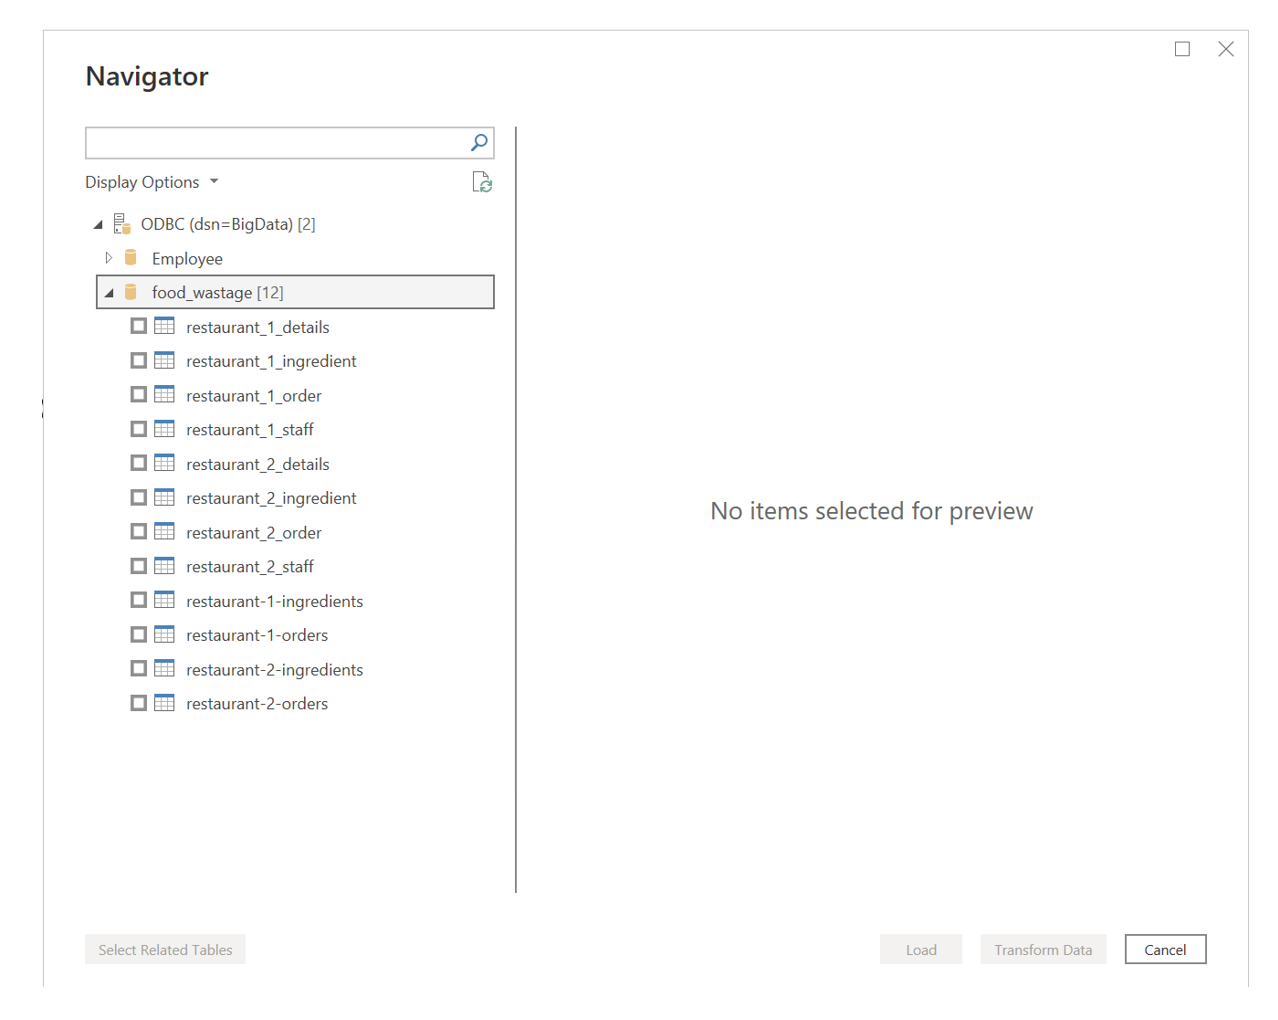 Navigator
Display Options
ODBC (dsn=BigData) [2]
Employee
food_wastage [12]
restaurant_1_details
restaurant_1_ingredient
restaurant_1_order
restaurant_1_staff
restaurant_2_details
restaurant_2_ingredient
restaurant_2_order
restaurant_2_staff
restaurant-1-ingredients
restaurant-1-orders
restaurant-2-ingredients
restaurant-2-orders
No items selected for preview
Select Related Tables
Load
Transform Data
Cancel